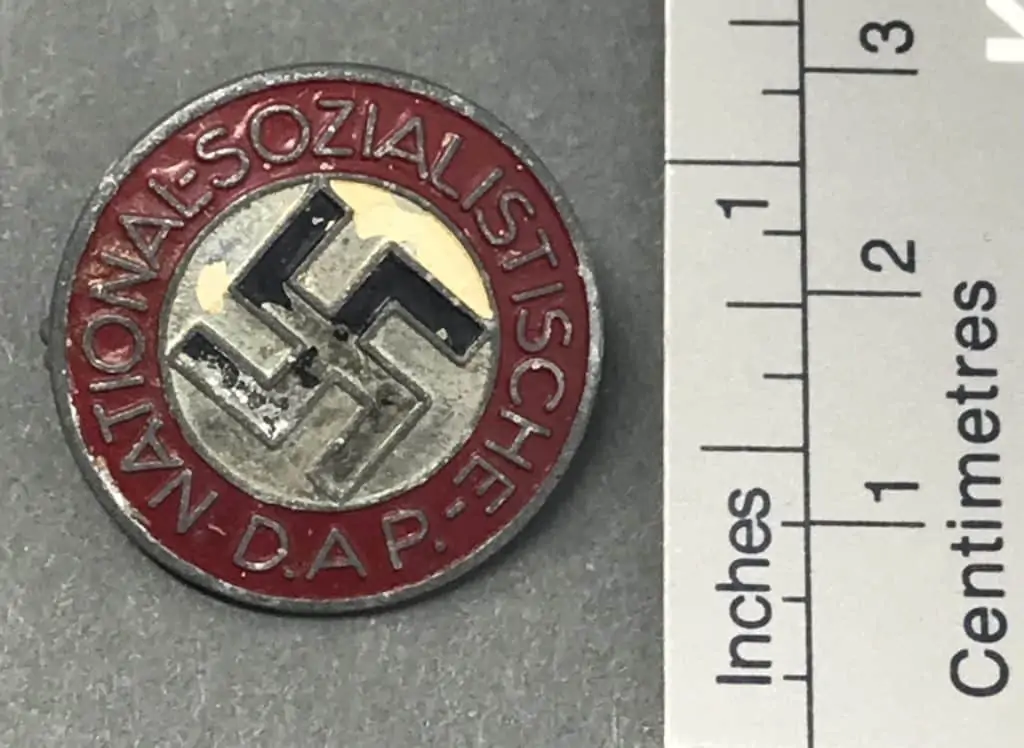 NATIONAL-SOZIALISTISCHE-
D.A.P.
Inches
1
Centimetres
1
2
3